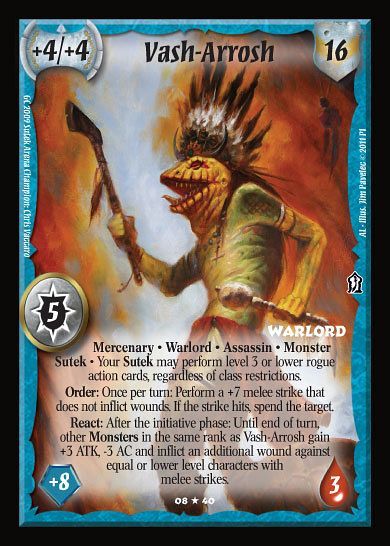 +4/+4
Vash-Arrosh
16
GC 2009 Sutek Arena Champion: Chris Vaccaro
AL · Illus. Jim Pavelec © 2011 PI
5
WARLORD
Mercenary • Warlord • Assassin • Monster
Sutek • Your Sutek may perform level 3 or lower rogue
action cards, regardless of class restrictions.
Order: Once per turn: Perform a +7 melee strike that
does not inflict wounds. If the strike hits, spend the target.
React: After the initiative phase: Until end of turn,
other Monsters in the same rank as Vash-Arrosh gain
+3 ATK, -3 AC and inflict an additional wound against
equal or lower level characters with
melee strikes.
+8
3
08 ★ 40